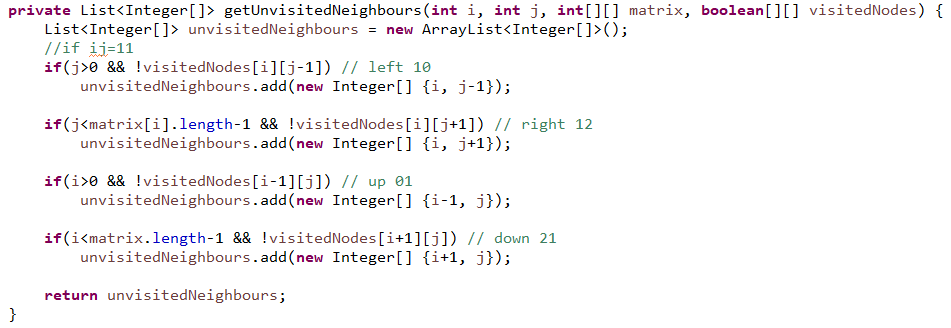 private List<Integer[]> getUnvisitedNeighbours(int i, int j, int[][] matrix, boolean[][] visitedNodes) {
    List<Integer[]> unvisitedNeighbours = new ArrayList<Integer[]>();
    //if ij=11
    if(j>0 && !visitedNodes[i][j-1]) // left 10
        unvisitedNeighbours.add(new Integer[] {i, j-1});

    if(j<matrix[i].length-1 && !visitedNodes[i][j+1]) // right 12
        unvisitedNeighbours.add(new Integer[] {i, j+1});

    if(i>0 && !visitedNodes[i-1][j]) // up 01
        unvisitedNeighbours.add(new Integer[] {i-1, j});

    if(i<matrix.length-1 && !visitedNodes[i+1][j]) // down 21
        unvisitedNeighbours.add(new Integer[] {i+1, j});

    return unvisitedNeighbours;
}